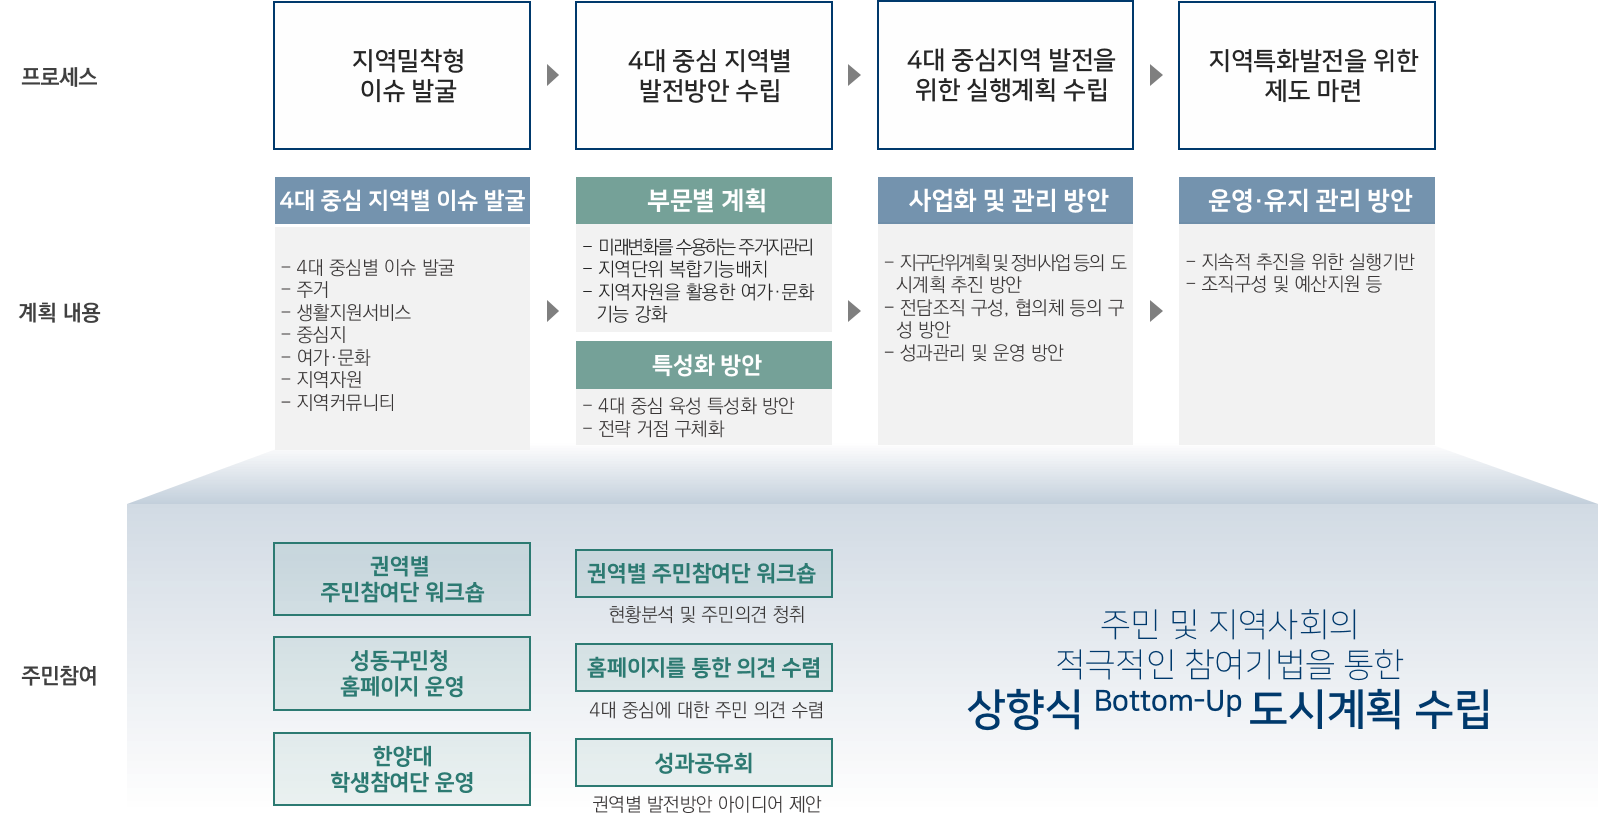 프로세스
지역밀착형
이슈 발굴
4대 중심 지역별
발전방안 수립
4대 중심지역 발전을
위한 실행계획 수립
지역특화발전을 위한
제도 마련
계획 내용
4대 중심 지역별 이슈 발굴
- 4대 중심별 이슈 발굴
- 주거
- 생활지원서비스
- 중심지
- 여가·문화
- 지역자원
- 지역커뮤니티
부문별 계획
- 미래변화를 수용하는 주거지관리
- 지역단위 복합기능배치
- 지역자원을 활용한 여가·문화
기능 강화
특성화 방안
- 4대 중심 육성 특성화 방안
- 전략 거점 구체화
사업화 및 관리 방안
- 지구단위계획 및 정비사업 등의 도
시계획 추진 방안
- 전담조직 구성, 협의체 등의 구
성 방안
- 성과관리 및 운영 방안
운영·유지 관리 방안
- 지속적 추진을 위한 실행기반
- 조직구성 및 예산지원 등
주민참여
권역별
주민참여단 워크숍
성동구민청
홈페이지 운영
한양대
학생참여단 운영
권역별 주민참여단 워크숍
현황분석 및 주민의견 청취
홈페이지를 통한 의견 수렴
4대 중심에 대한 주민 의견 수렴
성과공유회
권역별 발전방안 아이디어 제안
주민 및 지역사회의
적극적인 참여기법을 통한
상향식 Bottom-Up 도시계획 수립